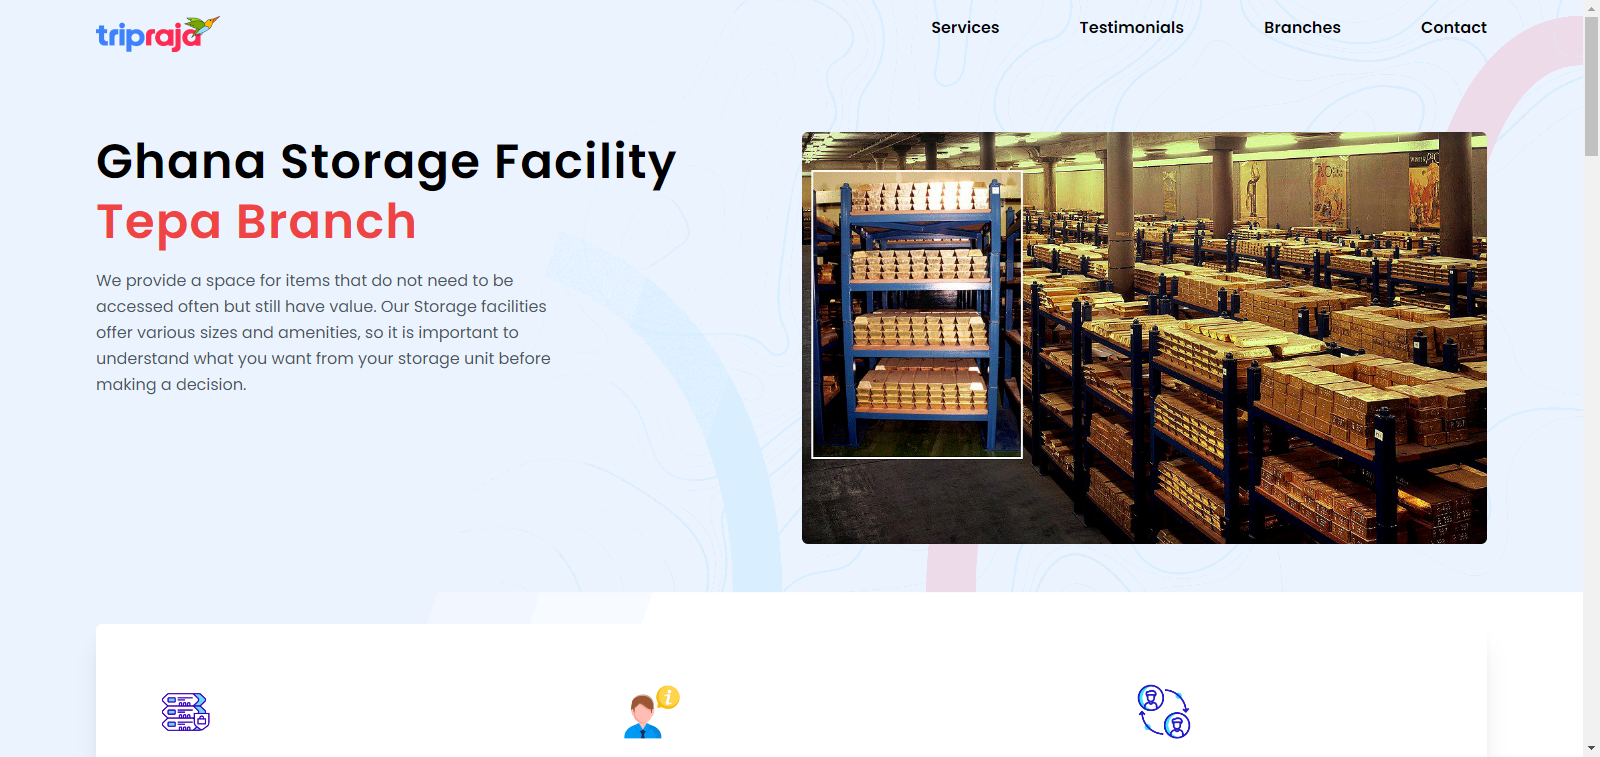 tripraja
Services
Testimonials
Branches
Contact
Ghana Storage Facility
Tepa Branch
We provide a space for items that do not need to be
accessed often but still have value. Our Storage facilities
offer various sizes and amenities, so it is important to
understand what you want from your storage unit before
making a decision.